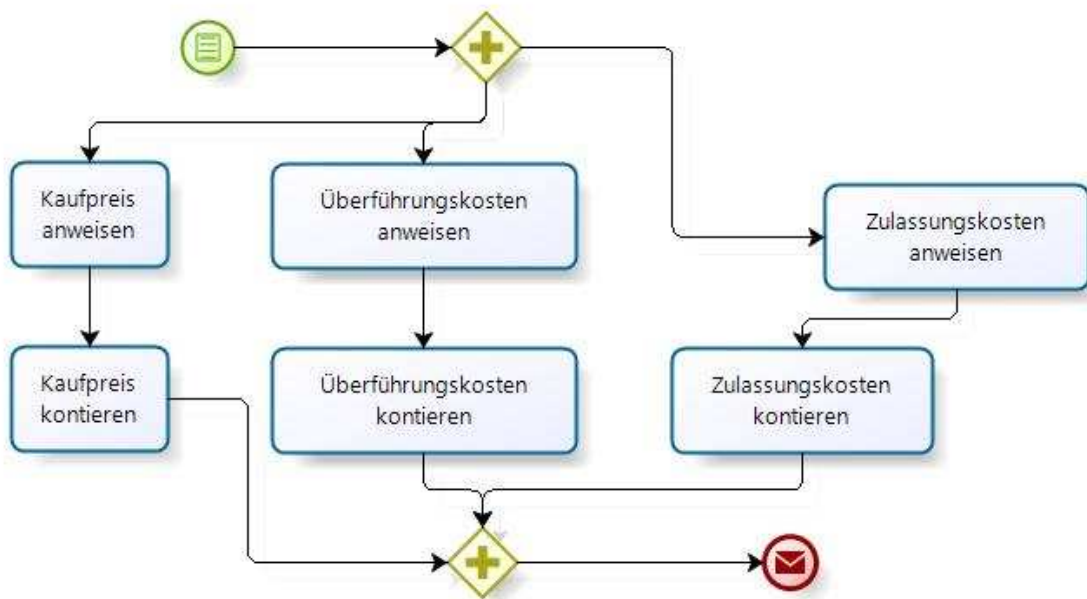 Kaufpreis
anweisen
Überführungskosten
anweisen
Zulassungskosten
anweisen
Kaufpreis
kontieren
Überführungskosten
kontieren
Zulassungskosten
kontieren